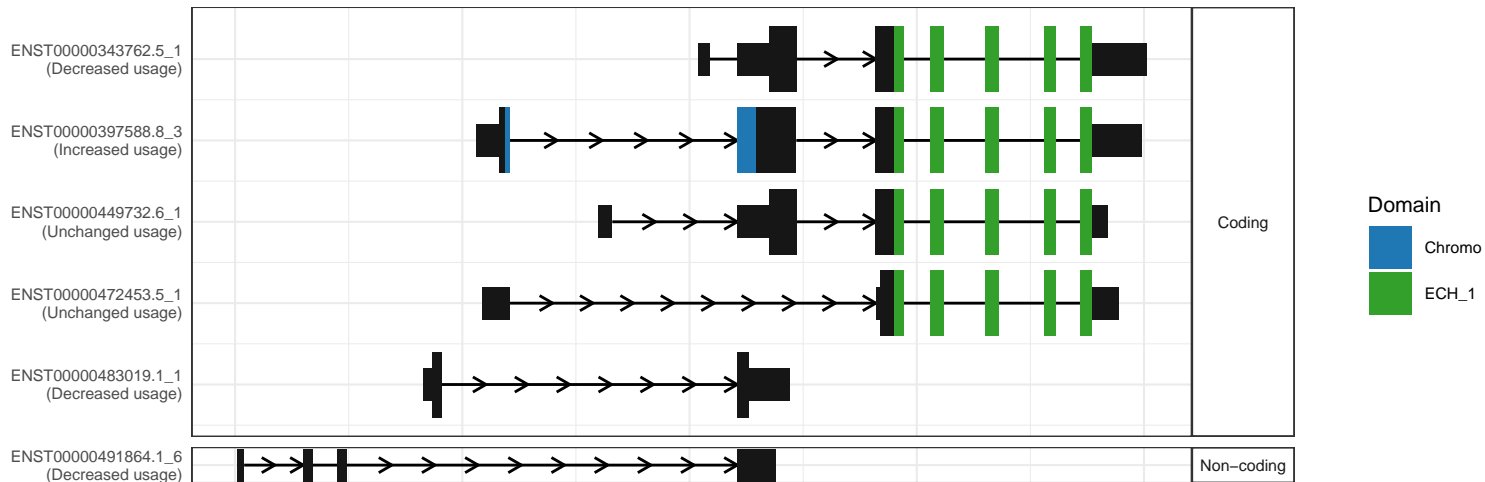 ENST00000343762.5_1
(Decreased usage)
ENST00000397588.8_3
(Increased usage)
ENST00000449732.6_1
(Unchanged usage)
ENST00000472453.5_1
(Unchanged usage)
ENST00000483019.1_1
(Decreased usage)
ENST00000491864.1_6
(Decreased usage)
Coding
Non−coding
Domain
Chromo
ECH_1